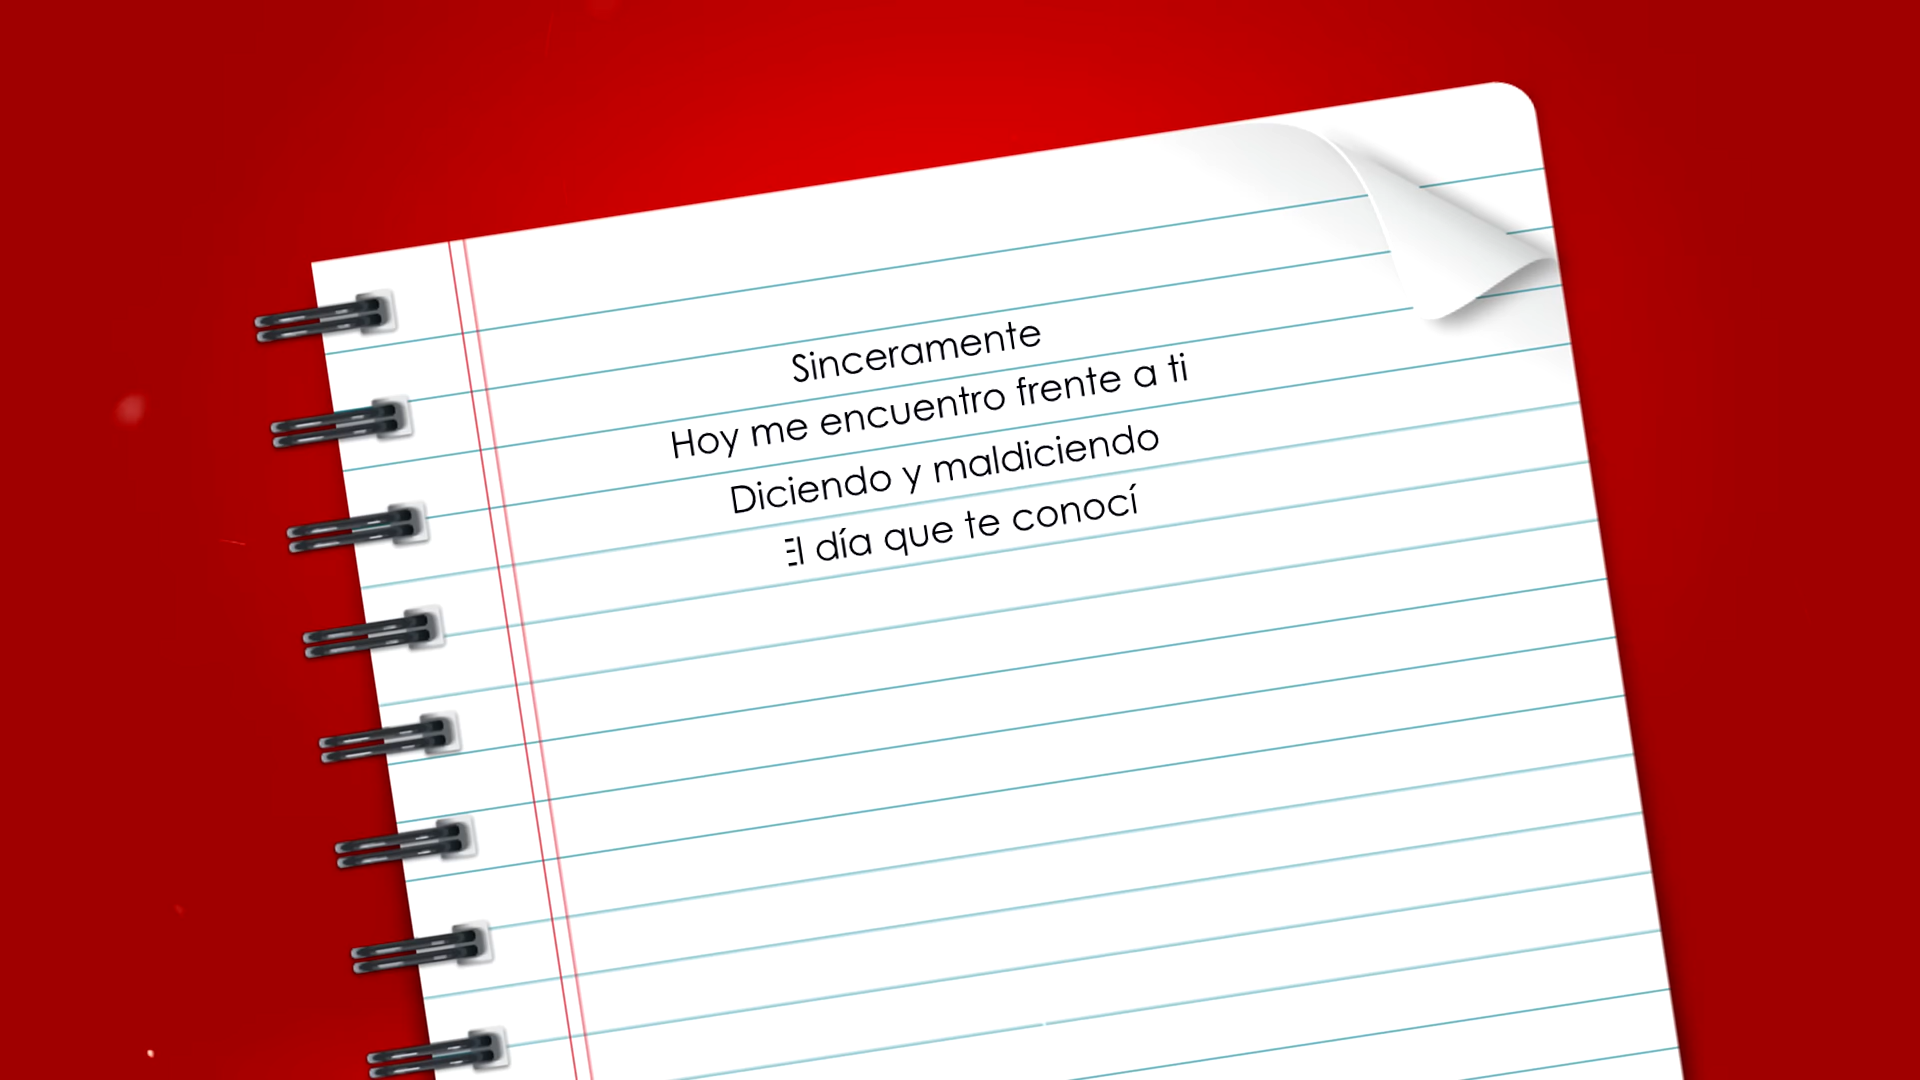 Sinceramente
Hoy me encuentro frente a ti
Diciendo y maldiciendo
El día que te conocí